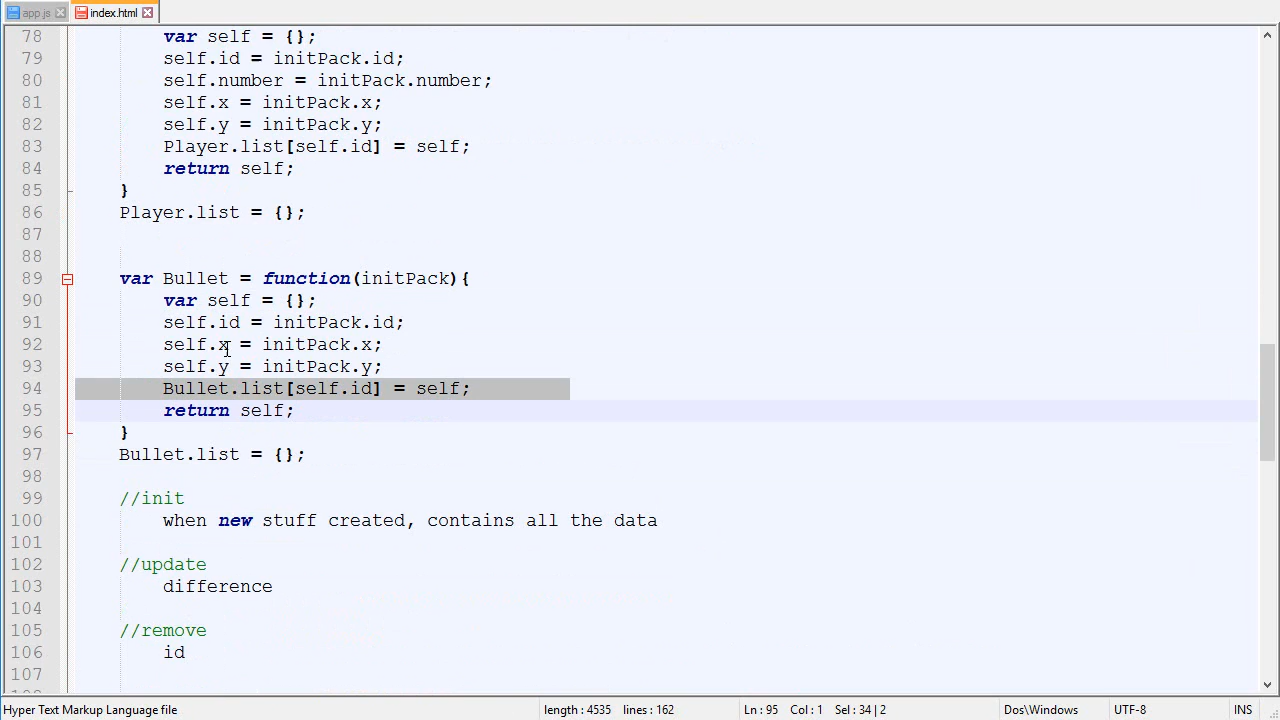 app.js index.html
78 var self = {};
79 self.id = initPack.id;
80 self.number = initPack.number;
81 self.x = initPack.x;
82 self.y = initPack.y;
83 Player.list[self.id] = self;
84 return self;
85 }
86 Player.list = {};
87
88
89 var Bullet = function(initPack){
90 var self = {};
91 self.id = initPack.id;
92 self.x = initPack.x;
93 self.y = initPack.y;
94 Bullet.list[self.id] = self;
95 return self;
96 }
97 Bullet.list = {};
98
99 //init
100 when new stuff created, contains all the data
101
102 //update
103 difference
104
105 //remove
106 id
107
Hyper Text Markup Language file length : 4535 lines : 162 Ln : 95 Col : 1 Sel : 34 | 2 Dos\Windows UTF-8 INS